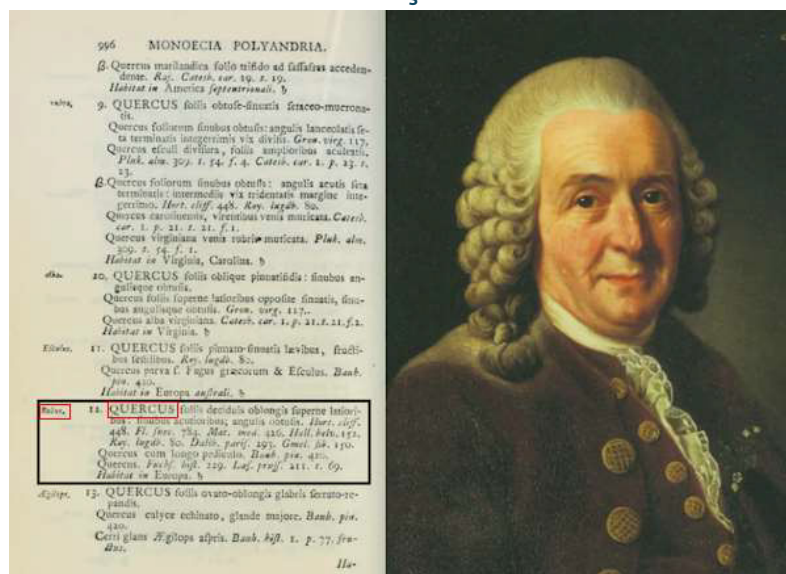 996 MONOECIA POLYANDRIA.
β. Quercus marilandica folio trifido ad sassafras acceden-
dente. Raj. Catesb. car. 19. t. 19.
Habitat in America septentrionali. ♄
rubra, 9. QUERCUS foliis obtuse-sinuatis setaceo-mucrona-
tis.
Quercus foliorum sinubus obtusis: angulis lanceolatis se-
ta terminatis integerrimis vix divisis. Gron. virg. 117.
Quercus esculi divisura, foliis amplioribus aculeatis.
Pluk. alm. 309. t. 54. f. 4. Catesb. car. 1. p. 23. t.
23.
β. Quercus foliorum sinubus obtusis: angulis acutis seta
terminatis: intermediis vix tridentatis margine inte-
gerrimo. Hort. cliff. 448. Roy. lugdb. 80.
Quercus caroliniensis, virentibus venis muricata. Catesb.
car. 1. p. 21. t. 21. f. 1.
Quercus virginiana venis rubris muricata. Pluk. alm.
309. t. 54. f. 1.
Habitat in Virginia, Carolina. ♄
alba. 10. QUERCUS foliis oblique pinnatifidis: sinubus an-
gulisque obtusis.
Quercus foliis superne latioribus opposite sinuatis, sinu-
bus angulisque obtusis. Gron. virg. 117.
Quercus alba virginiana. Catesb. car. 1. p. 21. t. 21. f. 2.
Habitat in Virginia. ♄
Esculus. 11. QUERCUS foliis pinnato-sinuatis lævibus, fructi-
bus sessilibus. Roy. lugdb. 80.
Quercus parva s. Fagus græcorum & Esculus. Bauh.
pin. 420.
Habitat in Europa australi. ♄
Robur, 12. QUERCUS foliis deciduis oblongis superne latiori-
bus: sinubus acutioribus; angulis obtusis. Hort. cliff.
448. Fl. suec. 784. Mat. med. 426. Hall. helv. 151.
Roy. lugdb. 80. Dalib. paris. 293. Gmel. sib. 150.
Quercus cum longo pediculo. Bauh. pin. 420.
Quercus. Fuchs. hist. 229. 211. t. 69.
Habitat in Europa. ♄
Ægilops, 13. QUERCUS foliis ovato-oblongis glabris serrato-re-
pandis.
Quercus calyce echinato, glande majore. Bauh. pin.
420.
Cerri glans Ægilops aspris. Bauh. hist. 1. p. 77. fru-
ctus.
Ha-